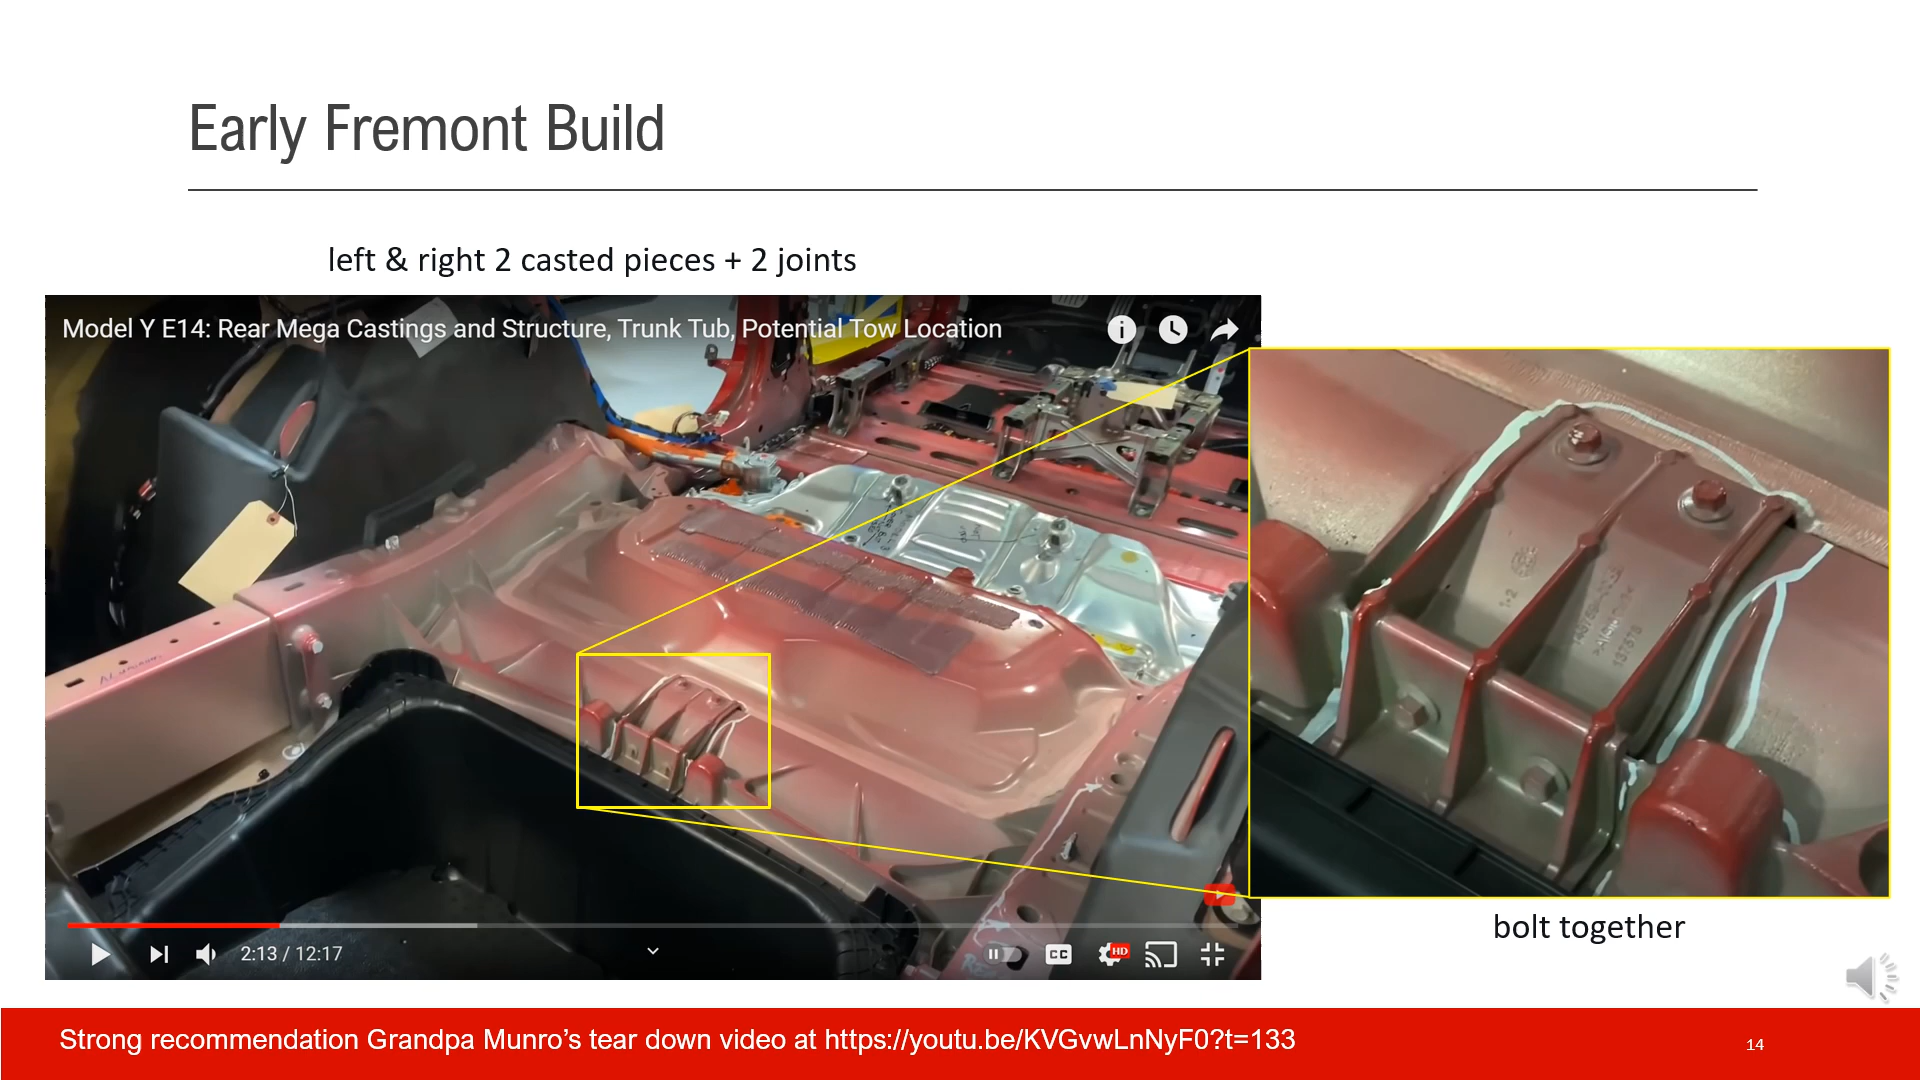 Early Fremont Build
left & right 2 casted pieces + 2 joints
Model Y E14: Rear Mega Castings and Structure, Trunk Tub, Potential Tow Location
2:13 / 12:17
CC
HD
bolt together
Strong recommendation Grandpa Munro’s tear down video at https://youtu.be/KVGvwLnNyF0?t=133
14